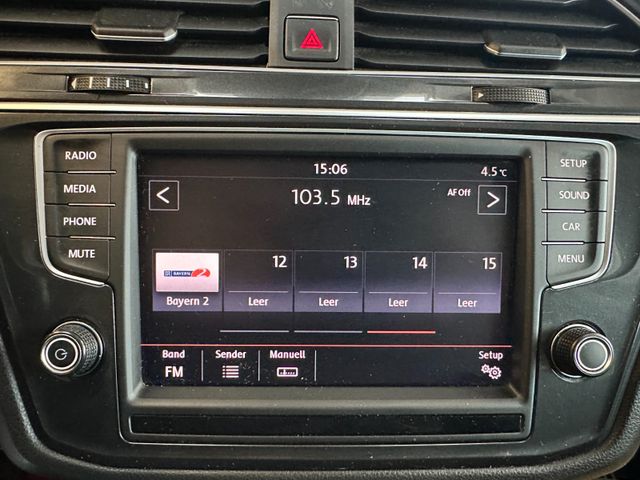 RADIO
MEDIA
PHONE
MUTE
15:06
4.5 °C
103.5 MHz
AF Off
12
13
14
15
BR BAYERN 2
Bayern 2
Leer
Leer
Leer
Leer
Band
Sender
Manuell
Setup
FM
SETUP
SOUND
CAR
MENU